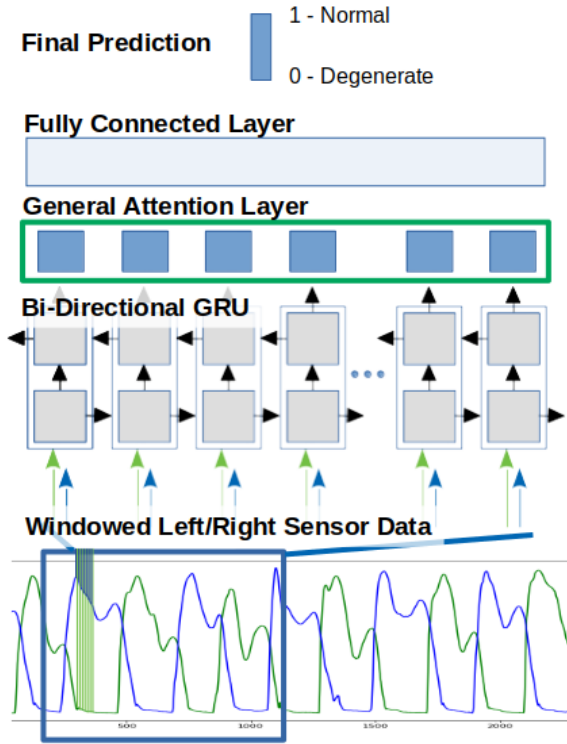 1 - Normal
Final Prediction
0 - Degenerate
Fully Connected Layer
General Attention Layer
Bi-Directional GRU
Windowed Left/Right Sensor Data
500 1000 1500 2000